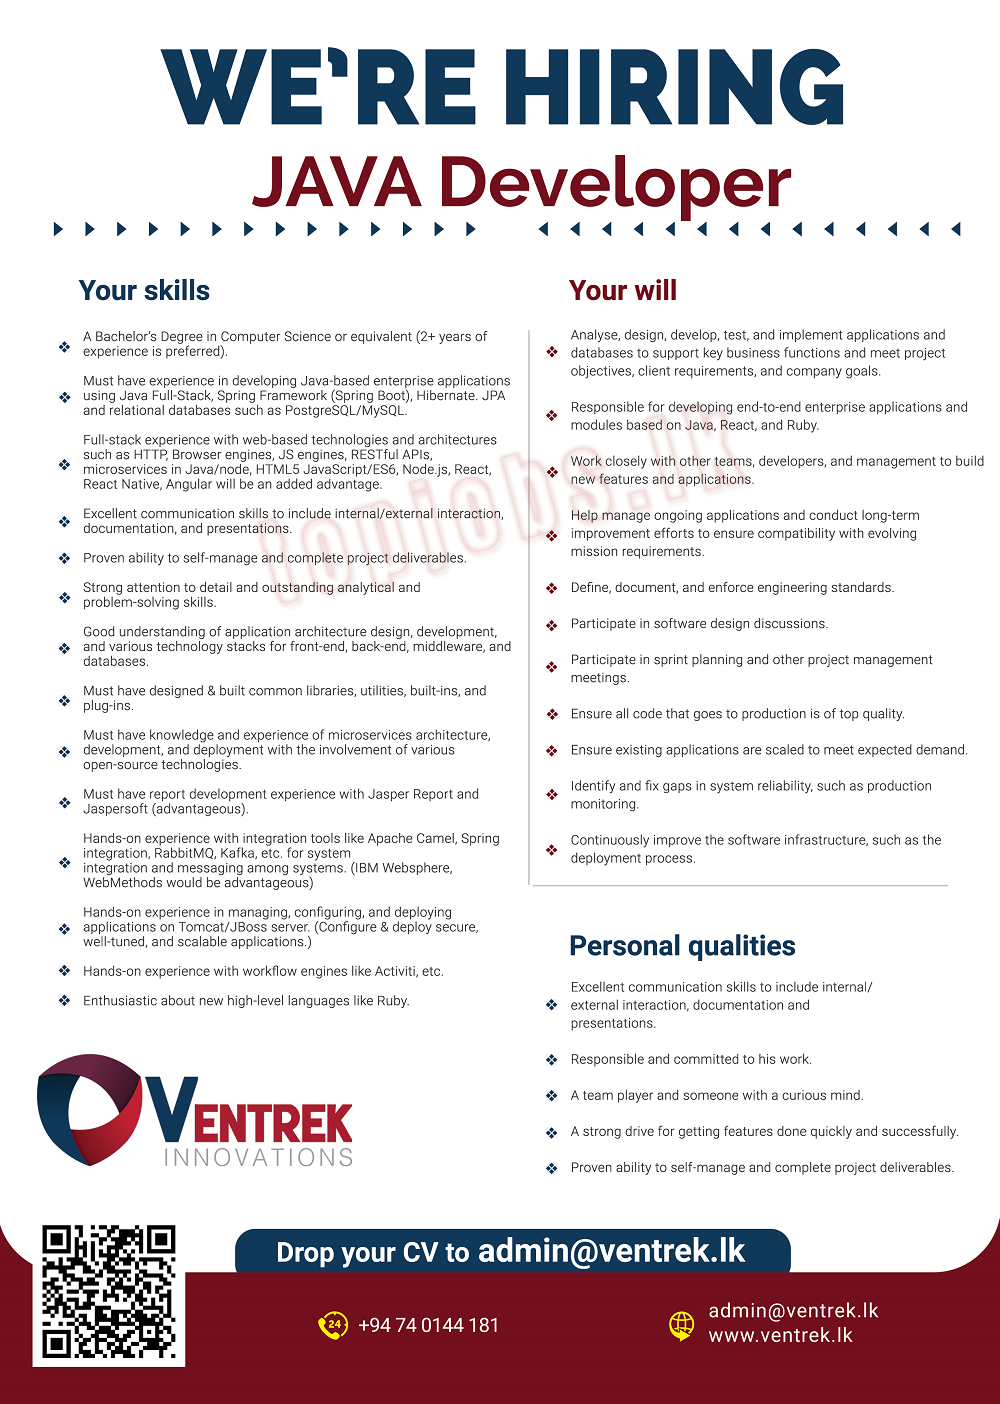 WE'RE HIRING
JAVA Developer
Your skills
A Bachelor's Degree in Computer Science or equivalent (2+ years of
experience is preferred).
Must have experience in developing Java-based enterprise applications
using Java Full-Stack, Spring Framework (Spring Boot), Hibernate. JPA
and relational databases such as PostgreSQL/MySQL.
Full-stack experience with web-based technologies and architectures
such as HTTP, Browser engines, JS engines, RESTful APIs,
microservices in Java/node, HTML5 JavaScript/ES6, Node.js, React,
React Native, Angular will be an added advantage.
Excellent communication skills to include internal/external interaction,
documentation, and presentations.
Proven ability to self-manage and complete project deliverables.
Strong attention to detail and outstanding analytical and
problem-solving skills.
Good understanding of application architecture design, development,
and various technology stacks for front-end, back-end, middleware, and
databases.
Must have designed & built common libraries, utilities, built-ins, and
plug-ins.
Must have knowledge and experience of microservices architecture,
development, and deployment with the involvement of various
open-source technologies.
Must have report development experience with Jasper Report and
Jaspersoft (advantageous).
Hands-on experience with integration tools like Apache Camel, Spring
integration, RabbitMQ, Kafka, etc. for system
integration and messaging among systems. (IBM Websphere,
WebMethods would be advantageous)
Hands-on experience in managing, configuring, and deploying
applications on Tomcat/JBoss server. (Configure & deploy secure,
well-tuned, and scalable applications.)
Hands-on experience with workflow engines like Activiti, etc.
Enthusiastic about new high-level languages like Ruby.
Your will
Analyse, design, develop, test, and implement applications and
databases to support key business functions and meet project
objectives, client requirements, and company goals.
Responsible for developing end-to-end enterprise applications and
modules based on Java, React, and Ruby.
Work closely with other teams, developers, and management to build
new features and applications.
Help manage ongoing applications and conduct long-term
improvement efforts to ensure compatibility with evolving
mission requirements.
Define, document, and enforce engineering standards.
Participate in software design discussions.
Participate in sprint planning and other project management
meetings.
Ensure all code that goes to production is of top quality.
Ensure existing applications are scaled to meet expected demand.
Identify and fix gaps in system reliability, such as production
monitoring.
Continuously improve the software infrastructure, such as the
deployment process.
Personal qualities
Excellent communication skills to include internal/
external interaction, documentation and
presentations.
Responsible and committed to his work.
A team player and someone with a curious mind.
A strong drive for getting features done quickly and successfully.
Proven ability to self-manage and complete project deliverables.
topjobs.lk
VENTREK
INNOVATIONS
Drop your CV to admin@ventrek.lk
24
+94 74 0144 181
admin@ventrek.lk
www.ventrek.lk